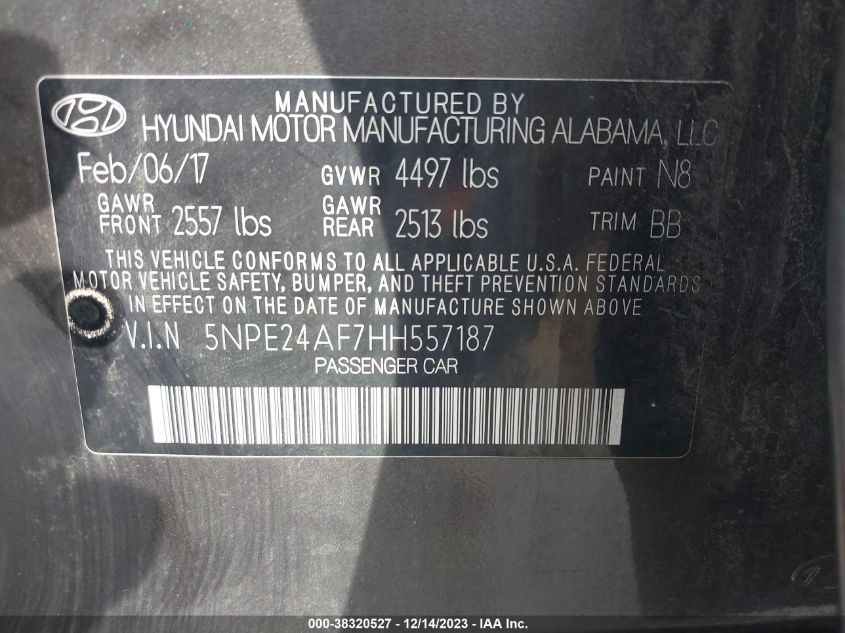 MANUFACTURED BY
HYUNDAI MOTOR MANUFACTURING ALABAMA, LLC
Feb/06/17 GVWR 4497 lbs PAINT N8
GAWR FRONT 2557 lbs GAWR REAR 2513 lbs TRIM BB
THIS VEHICLE CONFORMS TO ALL APPLICABLE U.S.A. FEDERAL
MOTOR VEHICLE SAFETY, BUMPER, AND THEFT PREVENTION STANDARDS
IN EFFECT ON THE DATE OF MANUFACTURE SHOWN ABOVE
V.I.N 5NPE24AF7HH557187
PASSENGER CAR
000-38320527 - 12/14/2023 - IAA Inc.